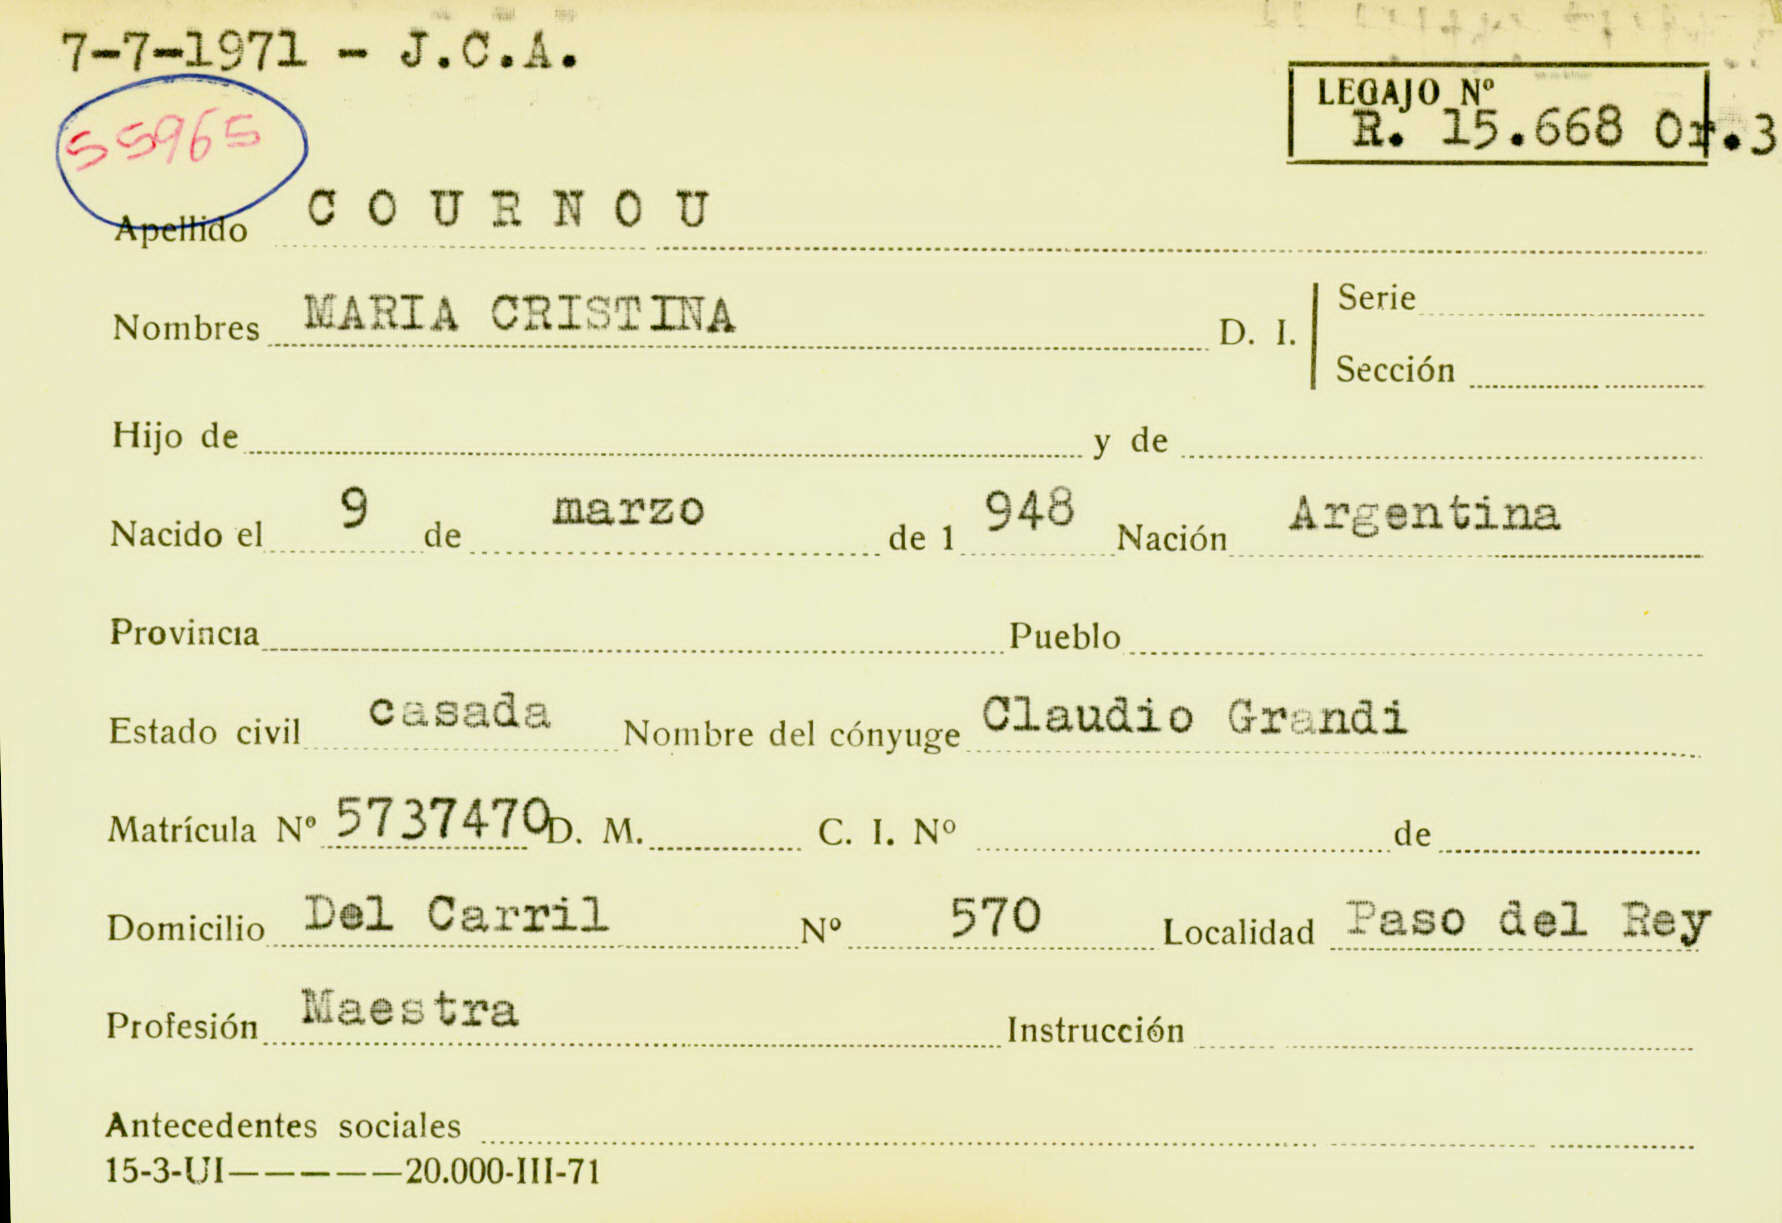 7-7-1971 - J.C.A.
55965
LEGAJO Nº
R. 15.668 Or.3
Apellido COURNOU
Nombres MARIA CRISTINA D. I. Serie
Sección
Hijo de y de
Nacido el 9 de marzo de 1 948 Nación Argentina
Provincia Pueblo
Estado civil casada Nombre del cónyuge Claudio Grandi
Matrícula Nº 5737470 D. M. C. I. Nº de
Domicilio Del Carril Nº 570 Localidad Paso del Rey
Profesión Maestra Instrucción
Antecedentes sociales
15-3-UI—————20.000-III-71